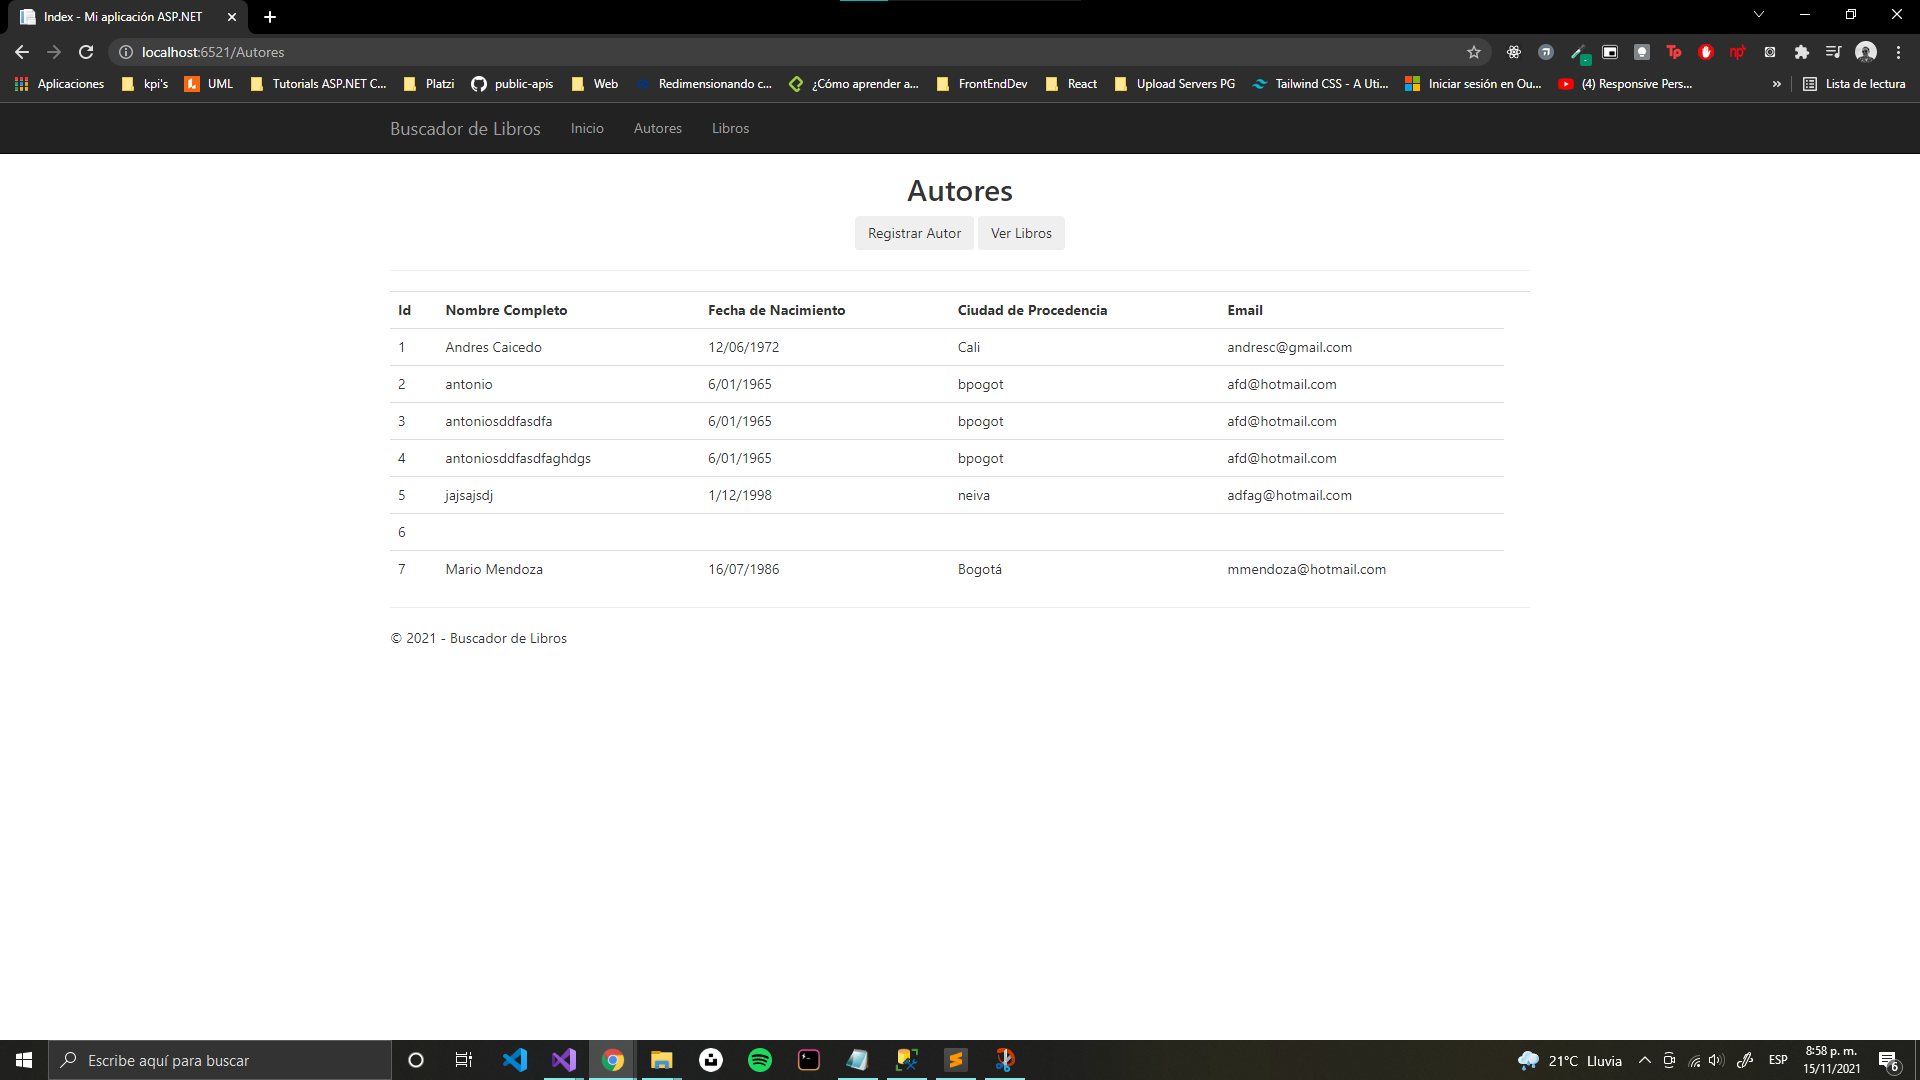 Index - Mi aplicación ASP.NET
localhost:6521/Autores
Aplicaciones kpi's UML Tutorials ASP.NET C... Platzi public-apis Web Redimensionando c... ¿Cómo aprender a... FrontEndDev React Upload Servers PG Tailwind CSS - A Uti... Iniciar sesión en Ou... (4) Responsive Pers... » Lista de lectura
Buscador de Libros Inicio Autores Libros
Autores
Registrar Autor Ver Libros
Id Nombre Completo Fecha de Nacimiento Ciudad de Procedencia Email
1 Andres Caicedo 12/06/1972 Cali andresc@gmail.com
2 antonio 6/01/1965 bpogot afd@hotmail.com
3 antoniosddfasdfa 6/01/1965 bpogot afd@hotmail.com
4 antoniosddfasdfaghdgs 6/01/1965 bpogot afd@hotmail.com
5 jajsajsdj 1/12/1998 neiva adfag@hotmail.com
6
7 Mario Mendoza 16/07/1986 Bogotá mmendoza@hotmail.com
© 2021 - Buscador de Libros
Escribe aquí para buscar
21°C Lluvia
ESP
8:58 p. m.
15/11/2021
6